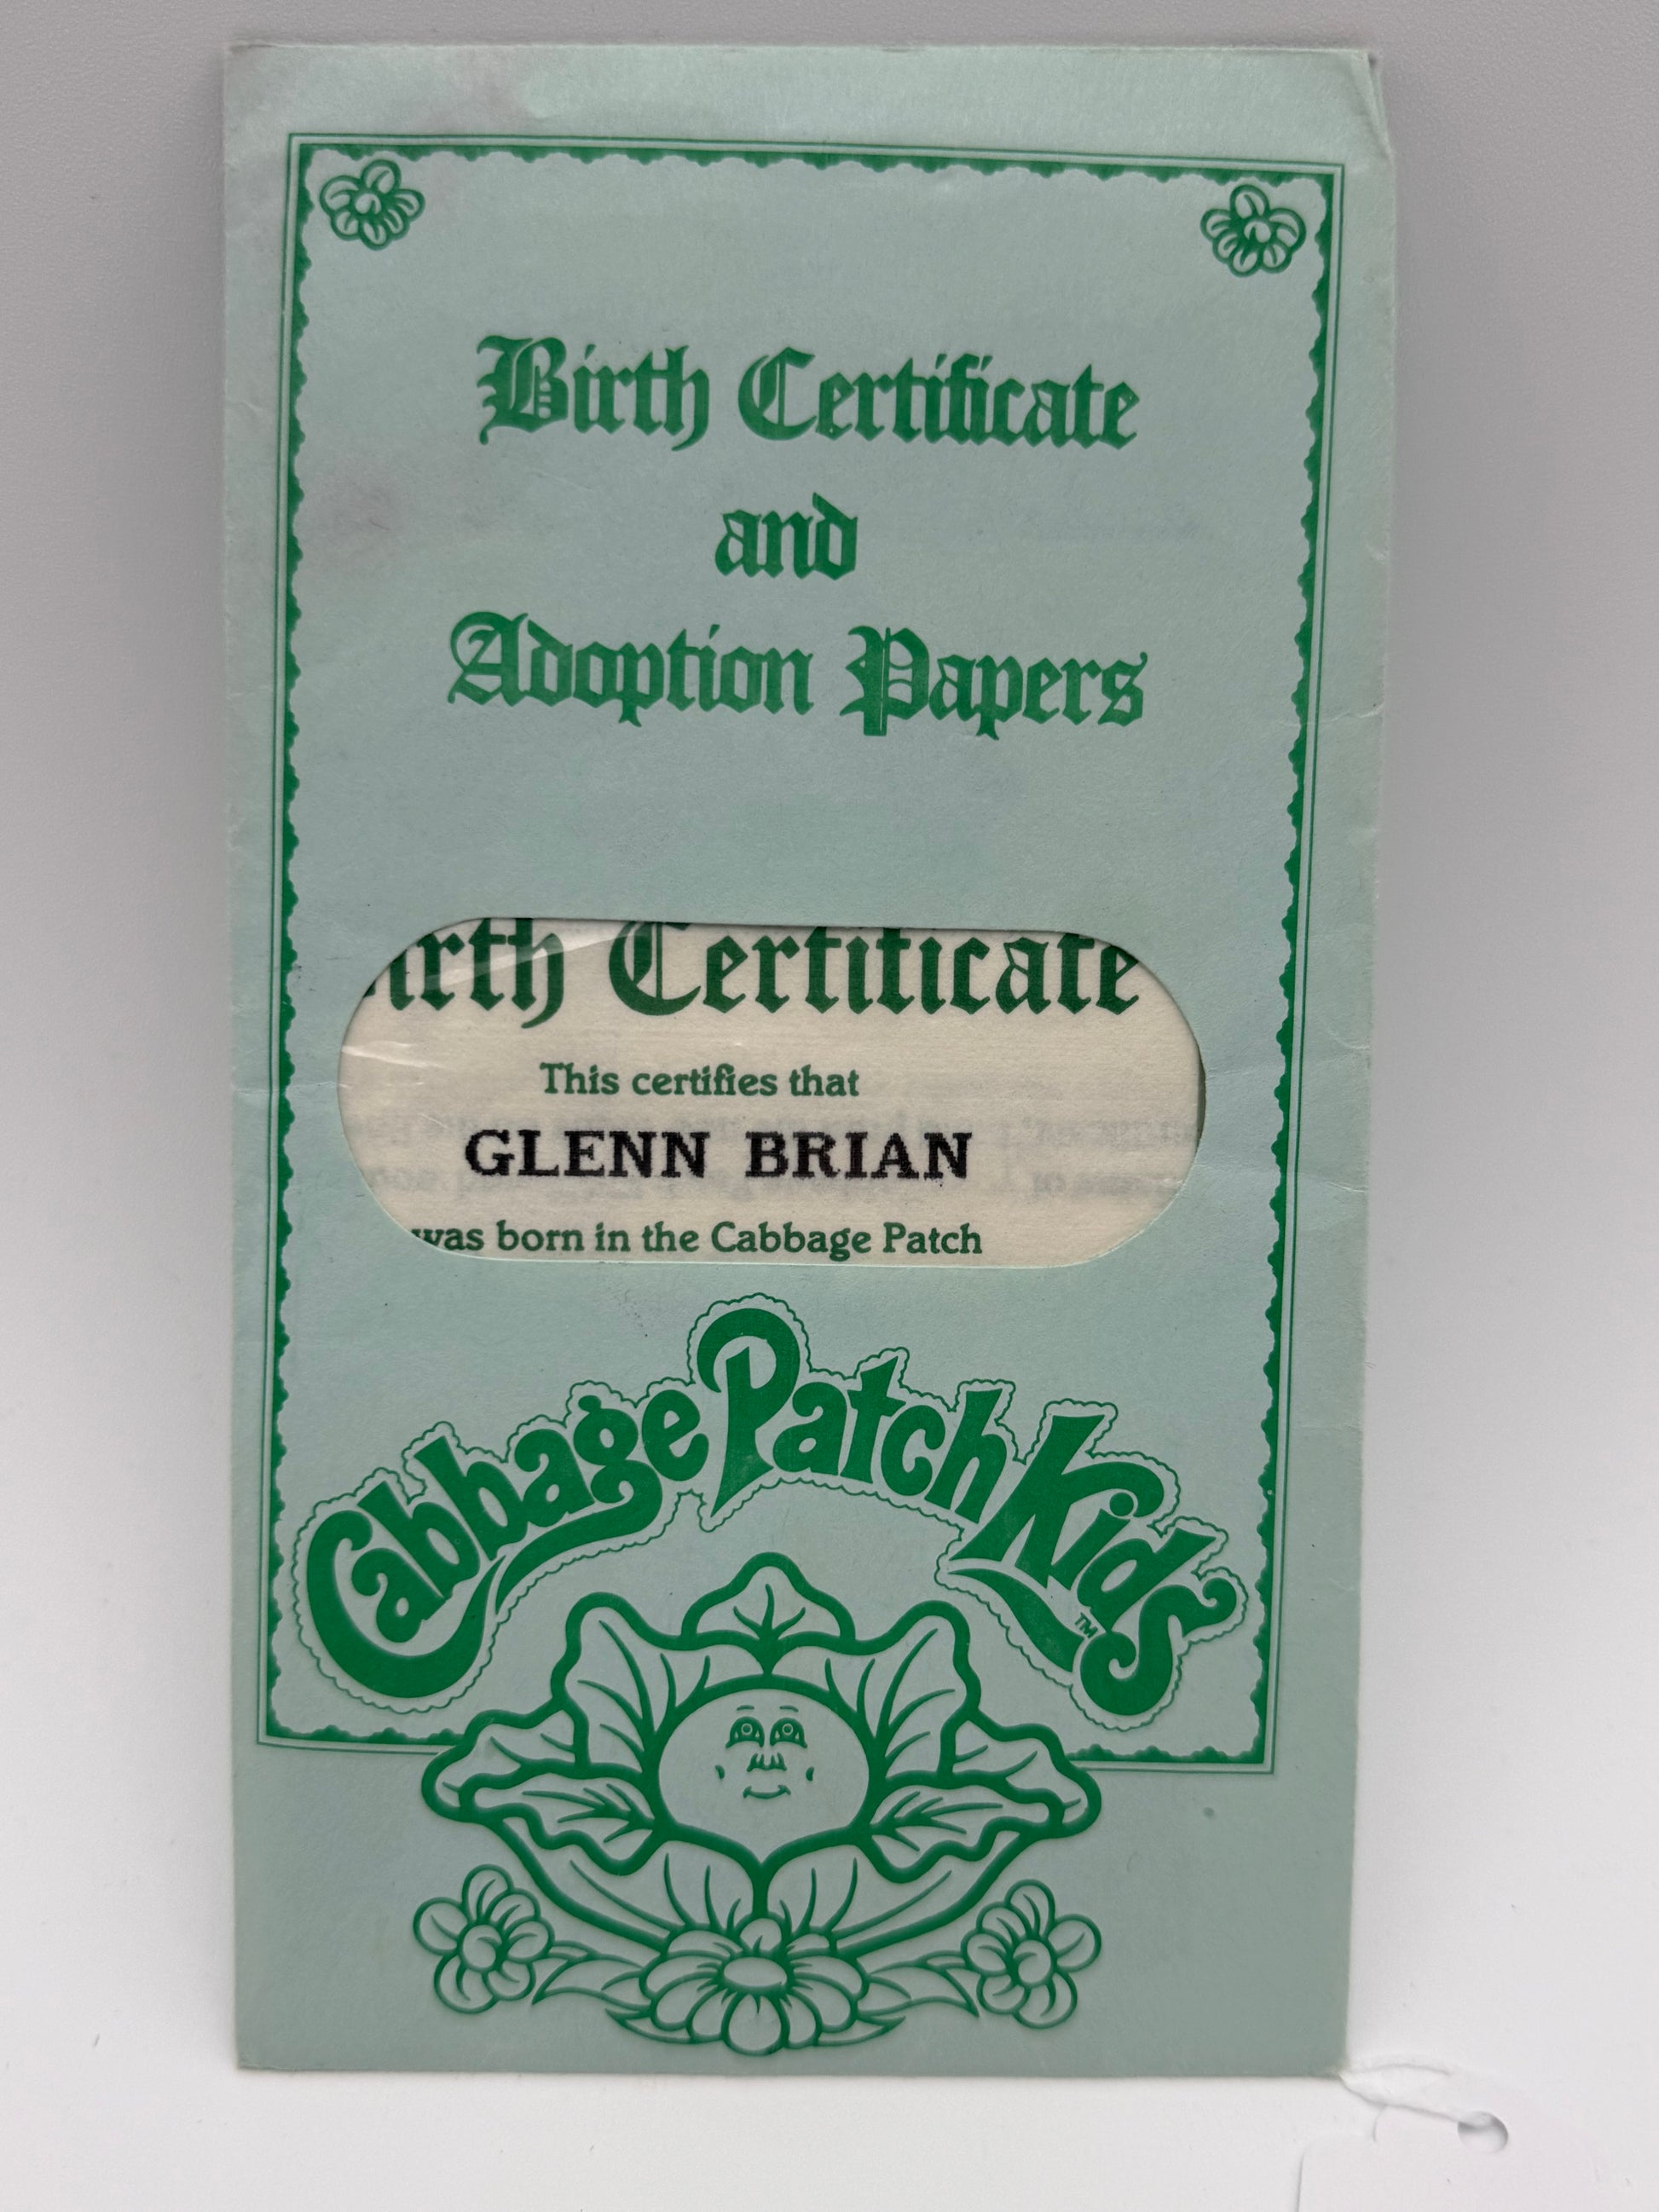 Birth Certificate
and
Adoption Papers
irth Certificate
This certifies that
GLENN BRIAN
was born in the Cabbage Patch
Cabbage Patch Kids™